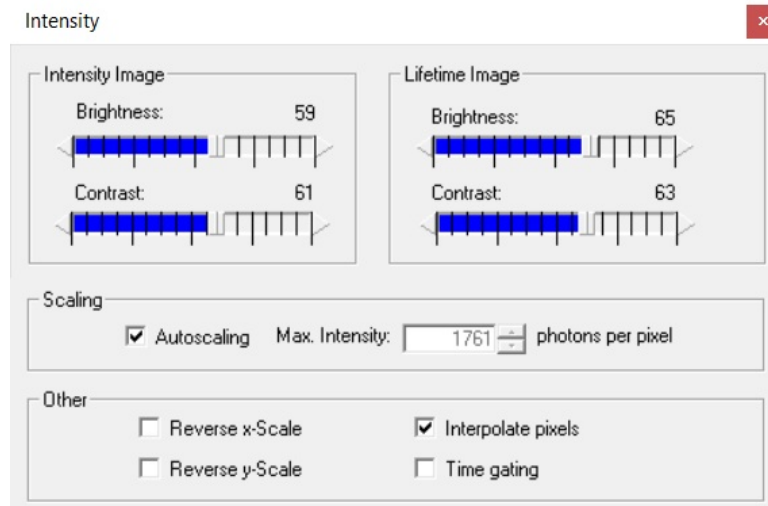 Intensity
Intensity Image
Brightness: 59
Contrast: 61
Lifetime Image
Brightness: 65
Contrast: 63
Scaling
Autoscaling Max. Intensity: 1761 photons per pixel
Other
Reverse x-Scale Interpolate pixels
Reverse y-Scale Time gating